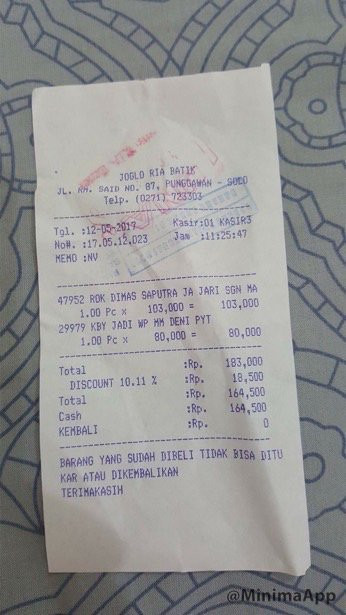 JOGLO RIA BATIK
JL. RM. SAID NO. 87, PUNGGAWAN - SOLO
Telp. (0271) 723303
Tgl. :12-05-2017 Kasir:01 KASIR3
No#. :17.05.12.023 Jam :11:25:47
MEMO :NV
47952 ROK DIMAS SAPUTRA JA JARI SGN MA
1.00 Pc x 103,000 = 103,000
29979 KBY JADI WP MM DENI PYT
1.00 Pc x 80,000 = 80,000
Total :Rp. 183,000
DISCOUNT 10.11 % :Rp. 18,500
Total :Rp. 164,500
Cash :Rp. 164,500
KEMBALI :Rp. 0
BARANG YANG SUDAH DIBELI TIDAK BISA DITU
KAR ATAU DIKEMBALIKAN
TERIMAKASIH
@MinimaApp